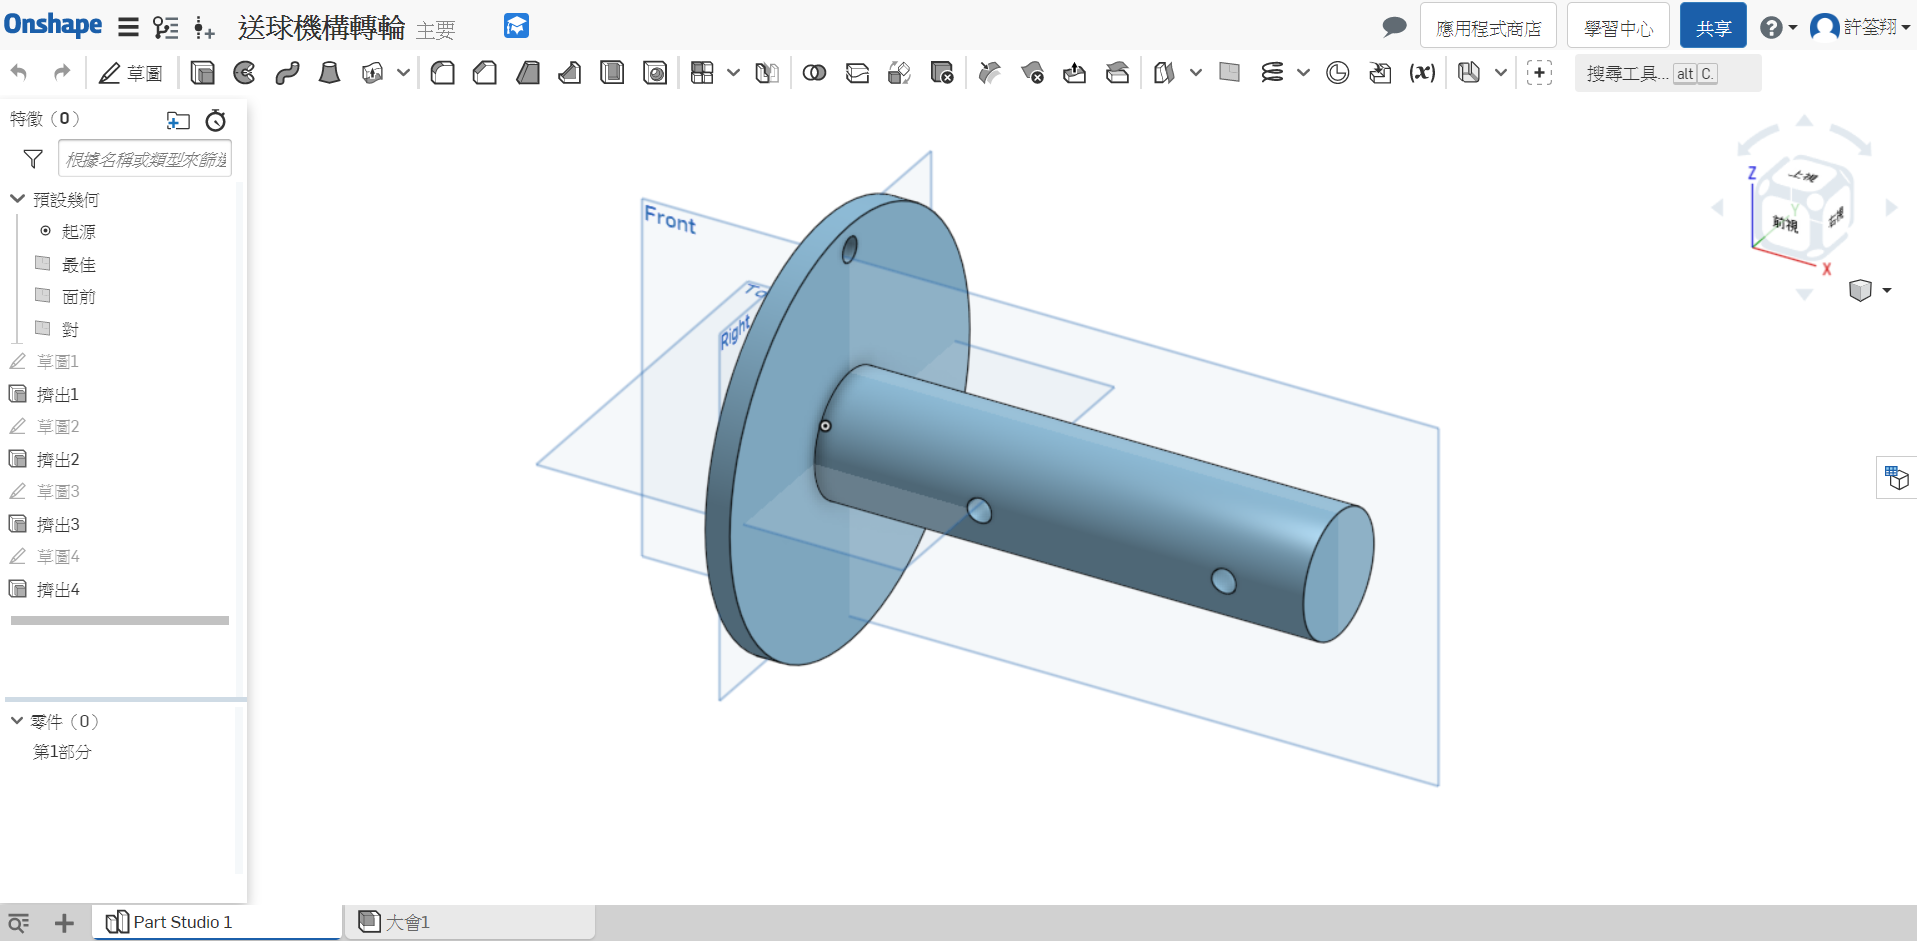 Onshape 送球機構轉輪 主要 應用程式商店 學習中心 共享 許荃翔
草圖 (x) 搜尋工具... alt C.
特徵（0）
根據名稱或類型來篩選
預設幾何
起源
最佳
面前
對
草圖1
擠出1
草圖2
擠出2
草圖3
擠出3
草圖4
擠出4
零件（0）
第1部分
Front
To
Right
Z
上視
前視
右視
Y
X
Part Studio 1
大會1